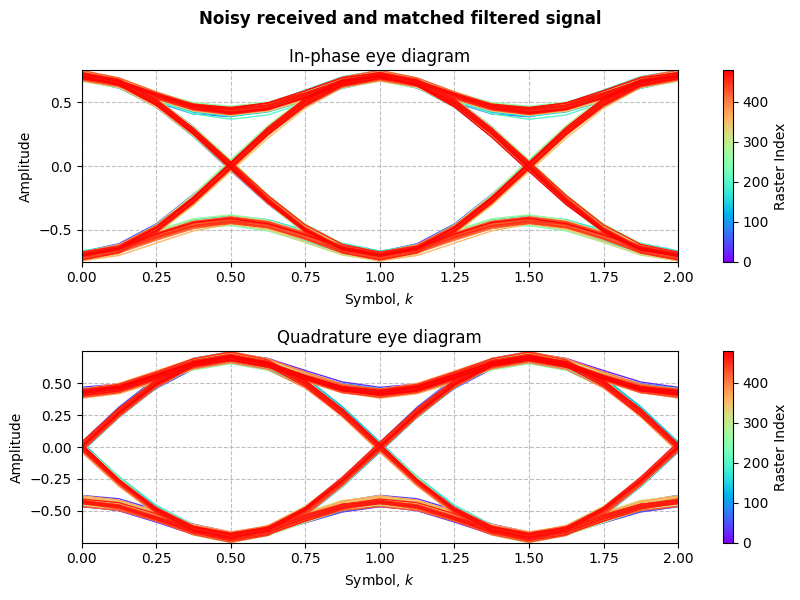 Noisy received and matched filtered signal
In-phase eye diagram
0.5
0.0
−0.5
Amplitude
0.00 0.25 0.50 0.75 1.00 1.25 1.50 1.75 2.00
Symbol, k
400
300
200
100
0
Raster Index
Quadrature eye diagram
0.50
0.25
0.00
−0.25
−0.50
Amplitude
0.00 0.25 0.50 0.75 1.00 1.25 1.50 1.75 2.00
Symbol, k
400
300
200
100
0
Raster Index